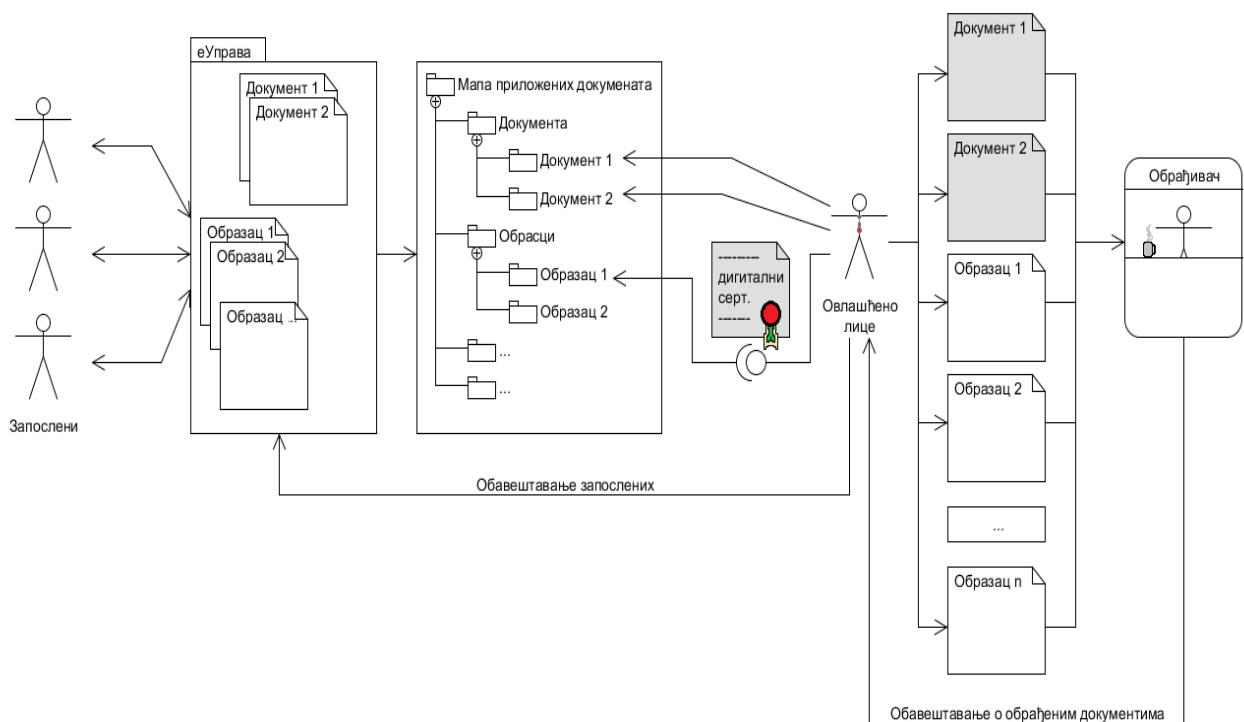 еУправа
Документ 1
Документ 2
Образац 1
Образац 2
Образац ...
Запослени
Мапа приложених докумената
Документа
Документ 1
Документ 2
Обрасци
Образац 1
Образац 2
...
...
---------
дигитални
серт.
-------
Овлашћено
лице
Документ 1
Документ 2
Образац 1
Образац 2
...
Образац n
Обрађивач
Обавештавање запослених
Обавештавање о обрађеним документима